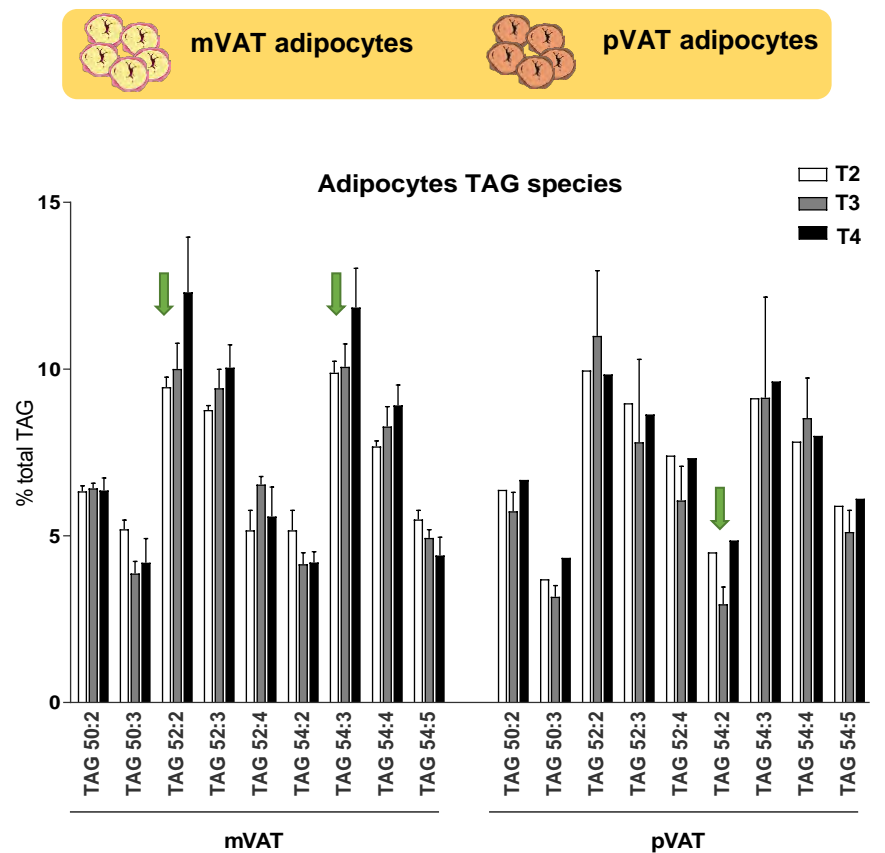 mVAT adipocytes
pVAT adipocytes
Adipocytes TAG species
T2
T3
T4
% total TAG
15
10
5
0
TAG 50:2
TAG 50:3
TAG 52:2
TAG 52:3
TAG 52:4
TAG 54:2
TAG 54:3
TAG 54:4
TAG 54:5
TAG 50:2
TAG 50:3
TAG 52:2
TAG 52:3
TAG 52:4
TAG 54:2
TAG 54:3
TAG 54:4
TAG 54:5
mVAT
pVAT